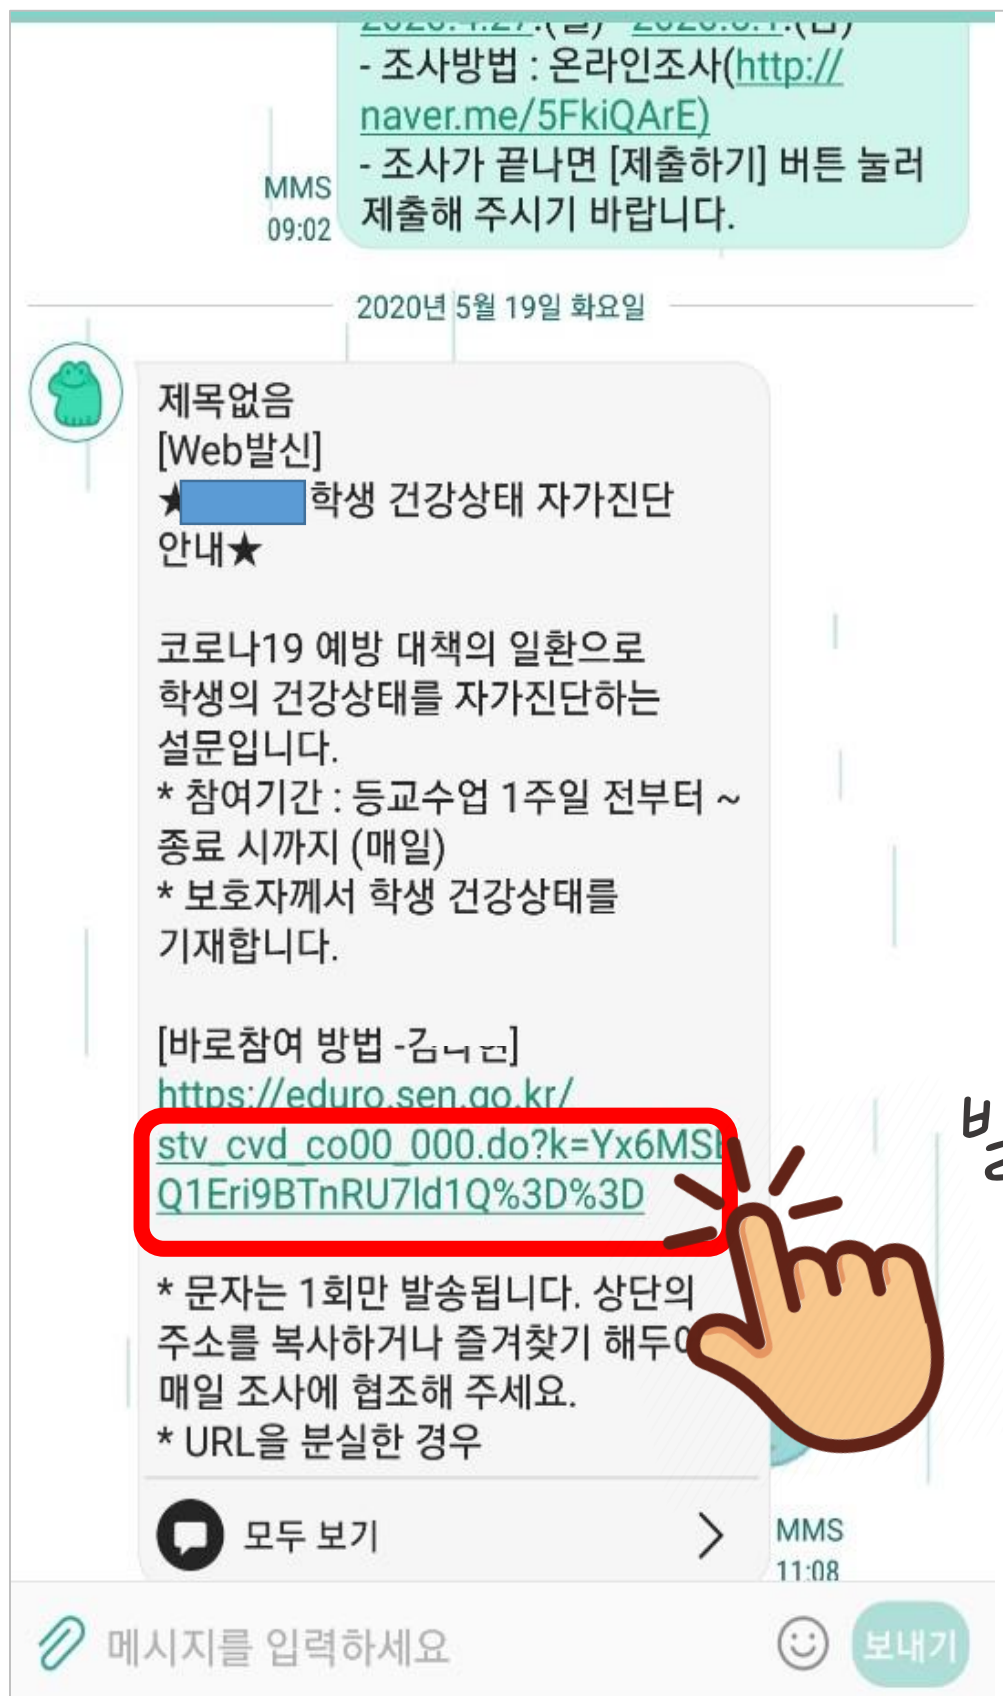 - 조사방법 : 온라인조사(http://
naver.me/5FkiQArE)
- 조사가 끝나면 [제출하기] 버튼 눌러
제출해 주시기 바랍니다.
MMS
09:02
2020년 5월 19일 화요일
제목없음
[Web발신]
★ 학생 건강상태 자가진단
안내★
코로나19 예방 대책의 일환으로
학생의 건강상태를 자가진단하는
설문입니다.
* 참여기간 : 등교수업 1주일 전부터 ~
종료 시까지 (매일)
* 보호자께서 학생 건강상태를
기재합니다.
[바로참여 방법 -김
https://eduro.sen.go.kr/
stv_cvd_co00_000.do?k=Yx6MS
Q1Eri9BTnRU7ld1Q%3D%3D
* 문자는 1회만 발송됩니다. 상단의
주소를 복사하거나 즐겨찾기 해두어
매일 조사에 협조해 주세요.
* URL을 분실한 경우
모두 보기
MMS
11:08
메시지를 입력하세요
보내기